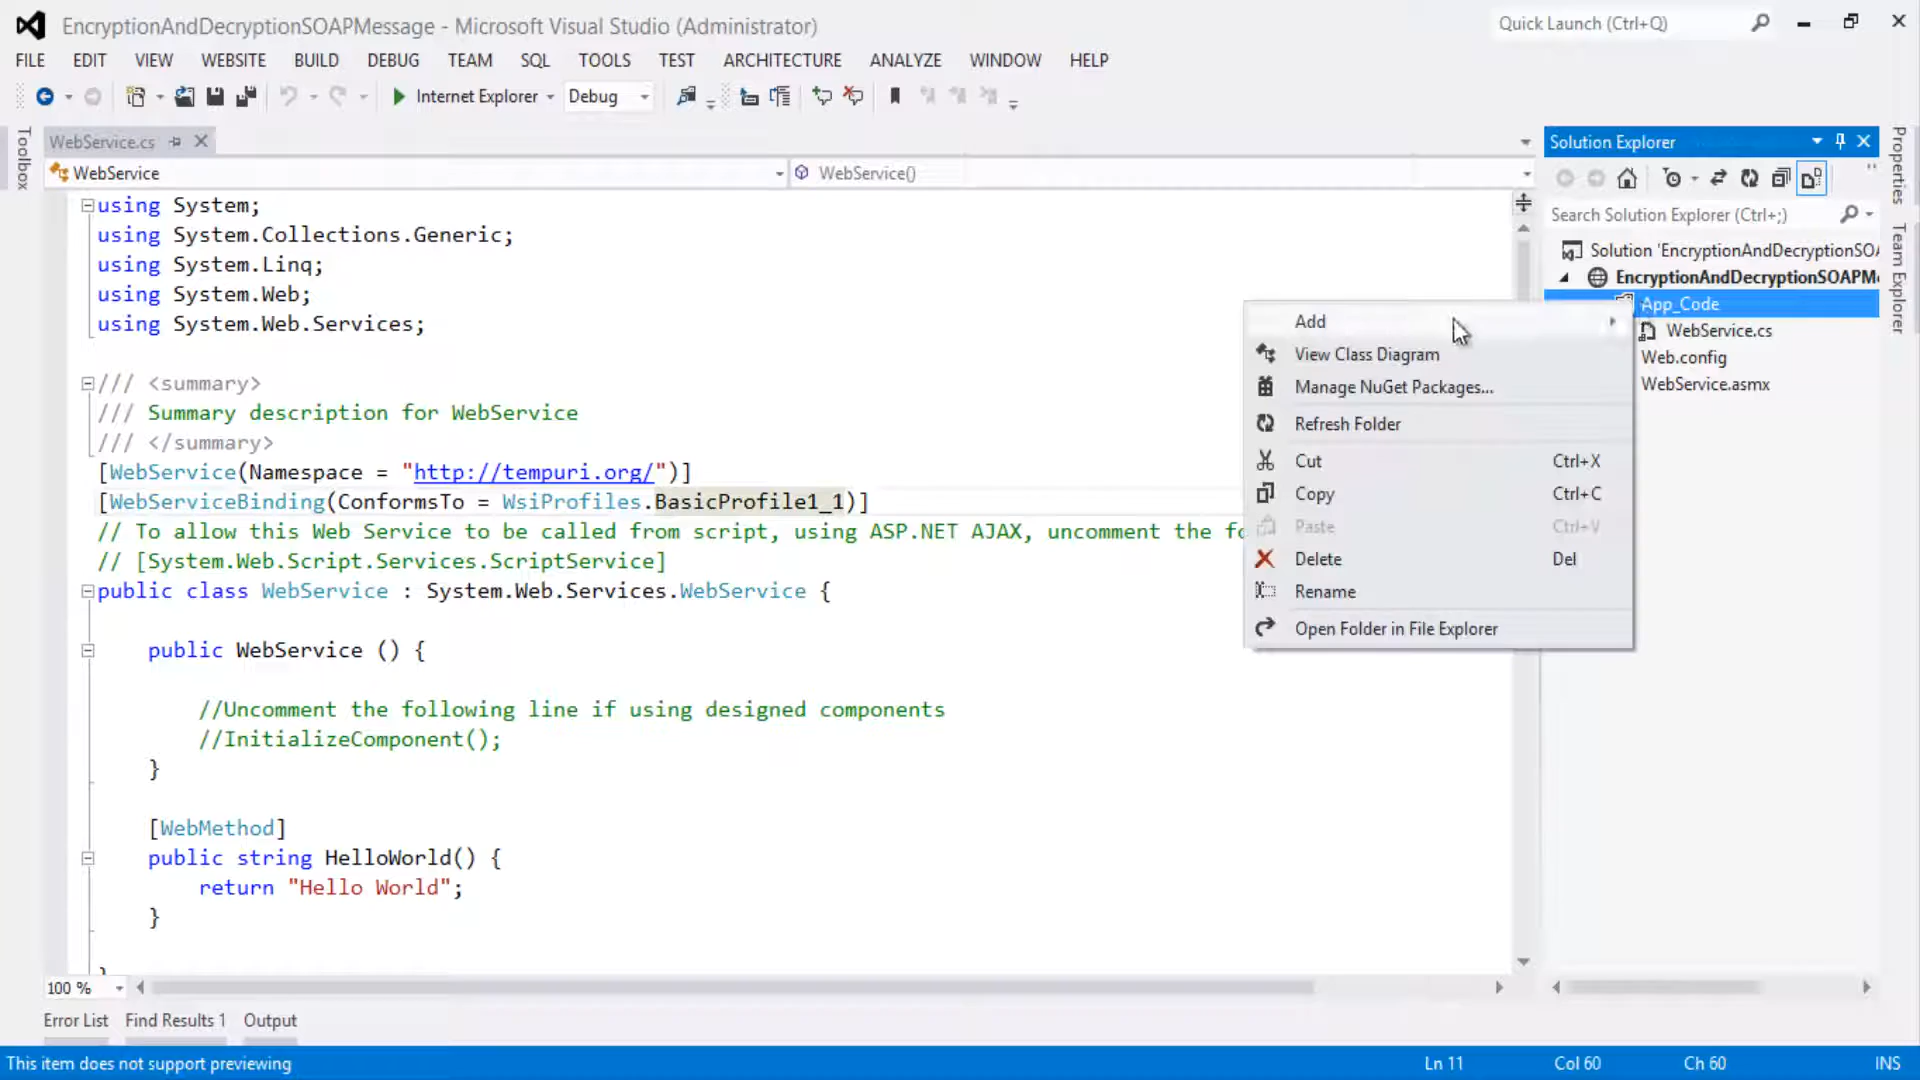 EncryptionAndDecryptionSOAPMessage - Microsoft Visual Studio (Administrator)
Quick Launch (Ctrl+Q)
FILE EDIT VIEW WEBSITE BUILD DEBUG TEAM SQL TOOLS TEST ARCHITECTURE ANALYZE WINDOW HELP
Internet Explorer Debug
Toolbox
WebService.cs
WebService WebService()
using System;
using System.Collections.Generic;
using System.Linq;
using System.Web;
using System.Web.Services;
/// <summary>
/// Summary description for WebService
/// </summary>
[WebService(Namespace = "http://tempuri.org/")]
[WebServiceBinding(ConformsTo = WsiProfiles.BasicProfile1_1)]
// To allow this Web Service to be called from script, using ASP.NET AJAX, uncomment the fo
// [System.Web.Script.Services.ScriptService]
public class WebService : System.Web.Services.WebService {
public WebService () {
//Uncomment the following line if using designed components
//InitializeComponent();
}
[WebMethod]
public string HelloWorld() {
return "Hello World";
}
}
100 %
Add
View Class Diagram
Manage NuGet Packages...
Refresh Folder
Cut Ctrl+X
Copy Ctrl+C
Paste Ctrl+V
Delete Del
Rename
Open Folder in File Explorer
Solution Explorer
Search Solution Explorer (Ctrl+;)
Solution 'EncryptionAndDecryptionSOA
EncryptionAndDecryptionSOAPM
App_Code
WebService.cs
Web.config
WebService.asmx
Properties
Team Explorer
Error List Find Results 1 Output
This item does not support previewing
Ln 11 Col 60 Ch 60 INS